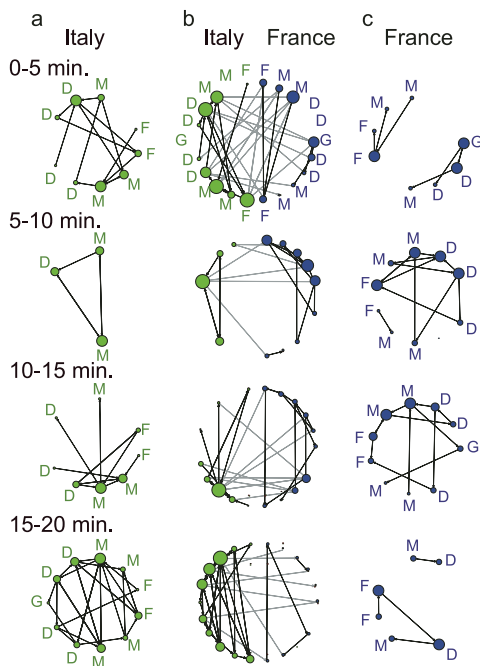 a b c
Italy Italy France France
0-5 min.
D M
D F
F
D D M M
F F
M M M M
D D
D D
G G
D D
D D
M M
M M
F F
M
M
F
G
D
M
5-10 min.
M
D
M
M D
M D
F
D
F
M M
10-15 min.
M
D
F
D F
D M M
M D
M D
F G
F
M M D
15-20 min.
D M M
D F
G F
D
D M M
M D
F
F
M D